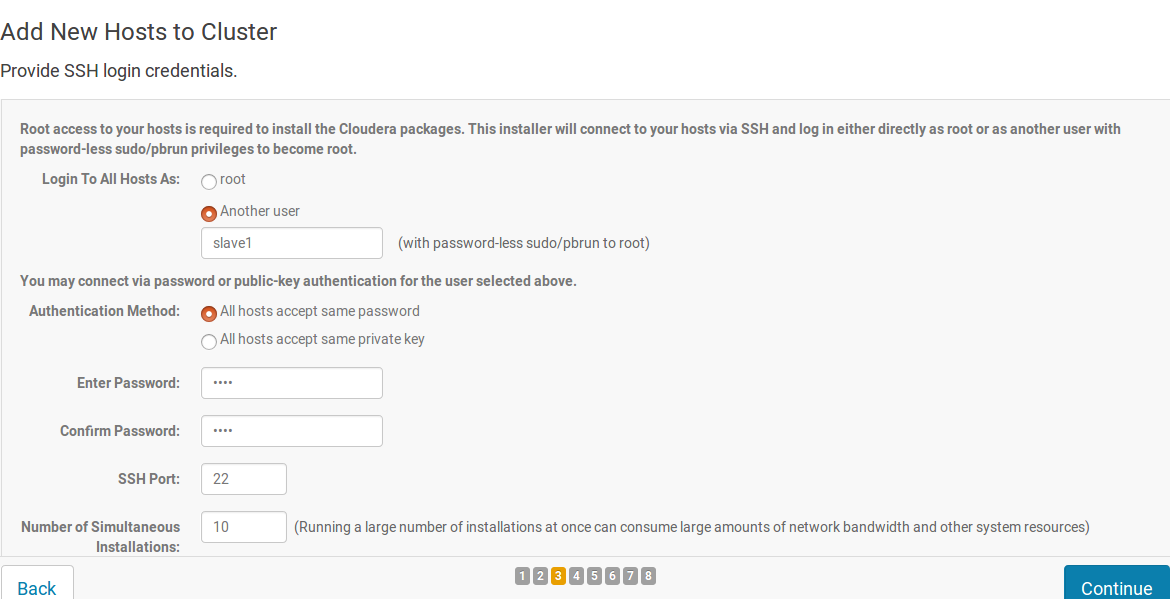 Add New Hosts to Cluster
Provide SSH login credentials.
Root access to your hosts is required to install the Cloudera packages. This installer will connect to your hosts via SSH and log in either directly as root or as another user with
password-less sudo/pbrun privileges to become root.
Login To All Hosts As: root
Another user
slave1 (with password-less sudo/pbrun to root)
You may connect via password or public-key authentication for the user selected above.
Authentication Method: All hosts accept same password
All hosts accept same private key
Enter Password: ••••
Confirm Password: ••••
SSH Port: 22
Number of Simultaneous 10 (Running a large number of installations at once can consume large amounts of network bandwidth and other system resources)
Installations:
Back 1 2 3 4 5 6 7 8 Continue